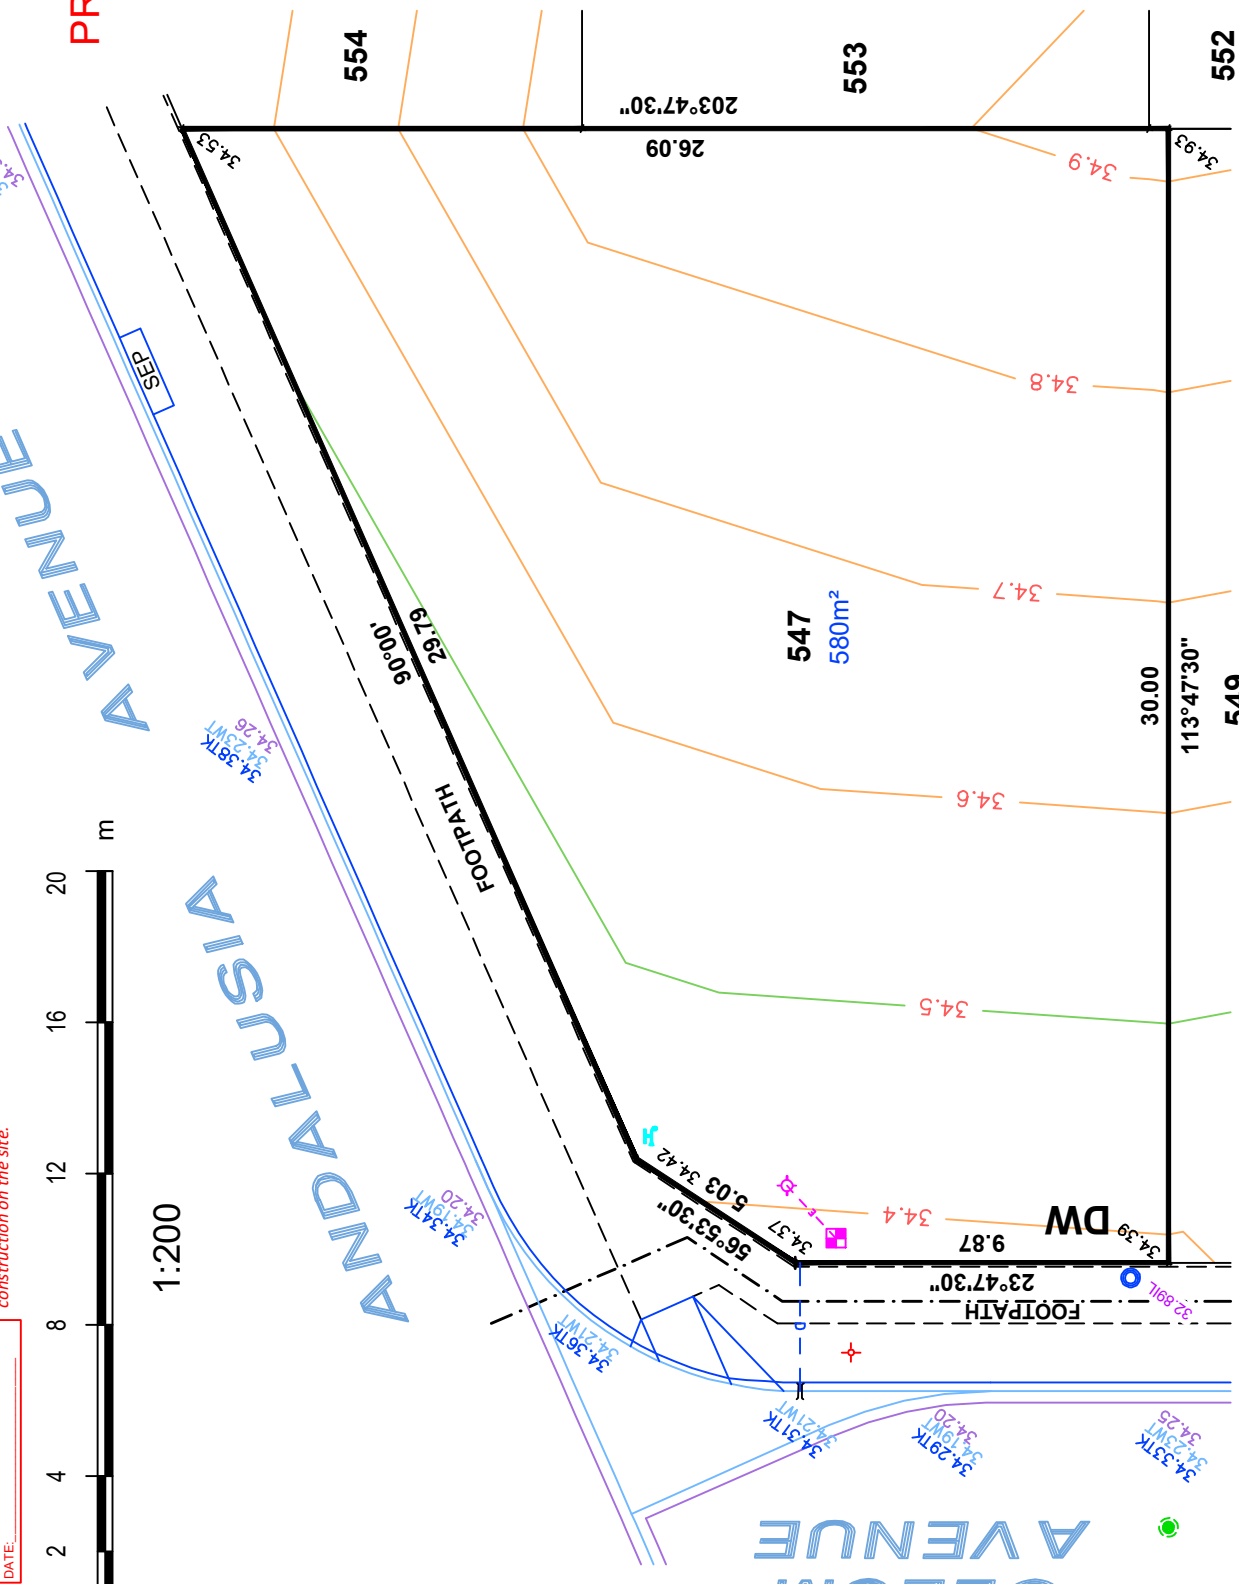 PR
554
553
552
203°47'30"
26.09
34.53
34.93
34.9
34.8
34.7
34.6
34.5
34.4
SEP
AVENUE
ANDALUSIA
34.26
34.23WT
34.38TK
90°00'
29.79
FOOTPATH
547
580m²
30.00
113°47'30"
549
m
20
16
12
8
4
2
1:200
construction on the site.
DATE:
34.20
34.19WT
34.34TK
34.42
5.03
56°53'30"
34.37
9.87
23°47'30"
FOOTPATH
DW
34.39
32.89IL
E
D
34.21WT
34.36TK
34.21WT
34.31TK
34.20
34.19WT
34.29TK
34.25
34.23WT
34.33TK
AVENUE